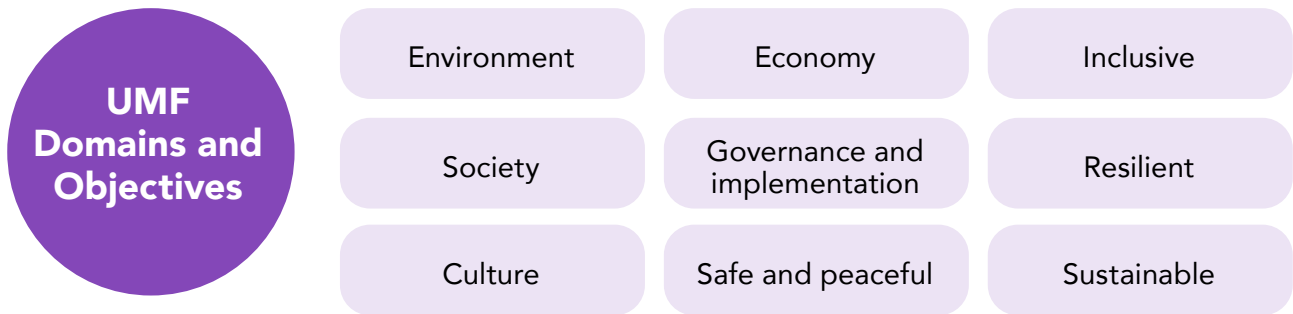 UMF
Domains and
Objectives
Environment
Economy
Inclusive
Society
Governance and
implementation
Resilient
Culture
Safe and peaceful
Sustainable